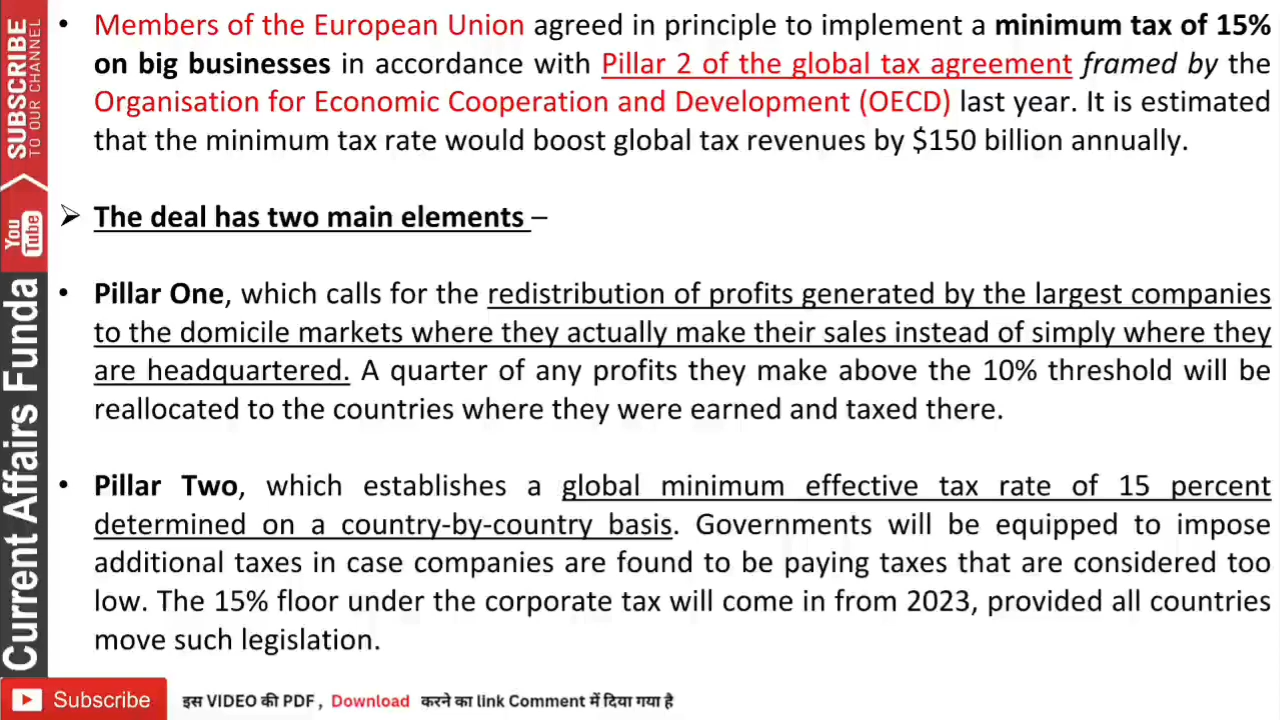 • Members of the European Union agreed in principle to implement a minimum tax of 15%
on big businesses in accordance with Pillar 2 of the global tax agreement framed by the
Organisation for Economic Cooperation and Development (OECD) last year. It is estimated
that the minimum tax rate would boost global tax revenues by $150 billion annually.
➢ The deal has two main elements –
• Pillar One, which calls for the redistribution of profits generated by the largest companies
to the domicile markets where they actually make their sales instead of simply where they
are headquartered. A quarter of any profits they make above the 10% threshold will be
reallocated to the countries where they were earned and taxed there.
• Pillar Two, which establishes a global minimum effective tax rate of 15 percent
determined on a country-by-country basis. Governments will be equipped to impose
additional taxes in case companies are found to be paying taxes that are considered too
low. The 15% floor under the corporate tax will come in from 2023, provided all countries
move such legislation.
SUBSCRIBE
TO OUR CHANNEL
You
Tube
Current Affairs Funda
Subscribe
इस VIDEO की PDF , Download करने का link Comment में दिया गया है